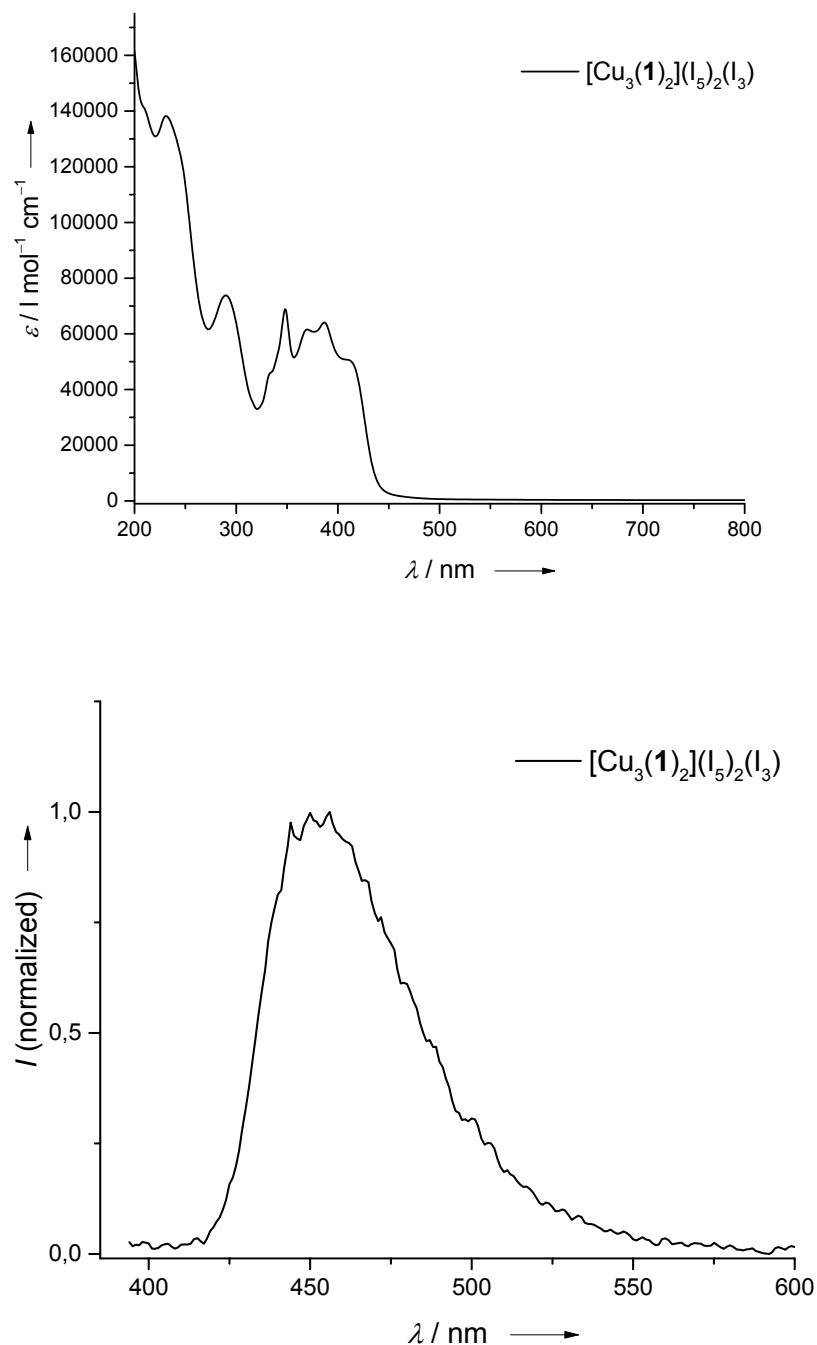 [Cu₃(1)₂](I₅)₂(I₃)
160000
140000
120000
100000
80000
60000
40000
20000
0
ε / l mol⁻¹ cm⁻¹
200 300 400 500 600 700 800
λ / nm
[Cu₃(1)₂](I₅)₂(I₃)
1,0
0,5
0,0
I (normalized)
400 450 500 550 600
λ / nm